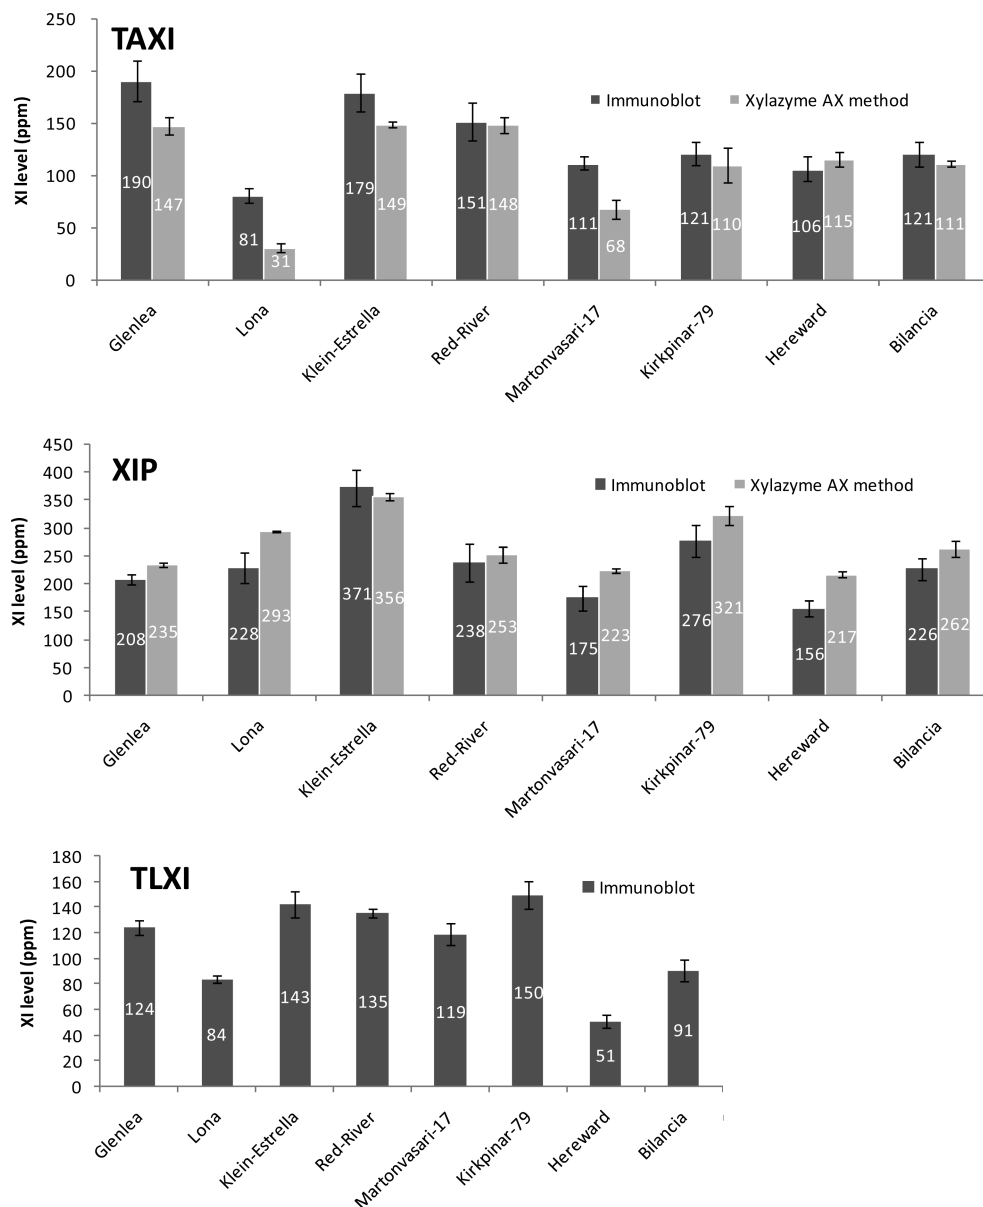 TAXI
XI level (ppm)
250
200
150
100
50
0
Immunoblot Xylazyme AX method
190 147 81 31 179 149 151 148 111 68 121 110 106 115 121 111
Glenlea Lona Klein-Estrella Red-River Martonvasari-17 Kirkpinar-79 Hereward Bilancia
XIP
XI level (ppm)
450
400
350
300
250
200
150
100
50
0
Immunoblot Xylazyme AX method
208 235 228 293 371 356 238 253 175 223 276 321 156 217 226 262
Glenlea Lona Klein-Estrella Red-River Martonvasari-17 Kirkpinar-79 Hereward Bilancia
TLXI
XI level (ppm)
180
160
140
120
100
80
60
40
20
0
Immunoblot
124 84 143 135 119 150 51 91
Glenlea Lona Klein-Estrella Red-River Martonvasari-17 Kirkpinar-79 Hereward Bilancia